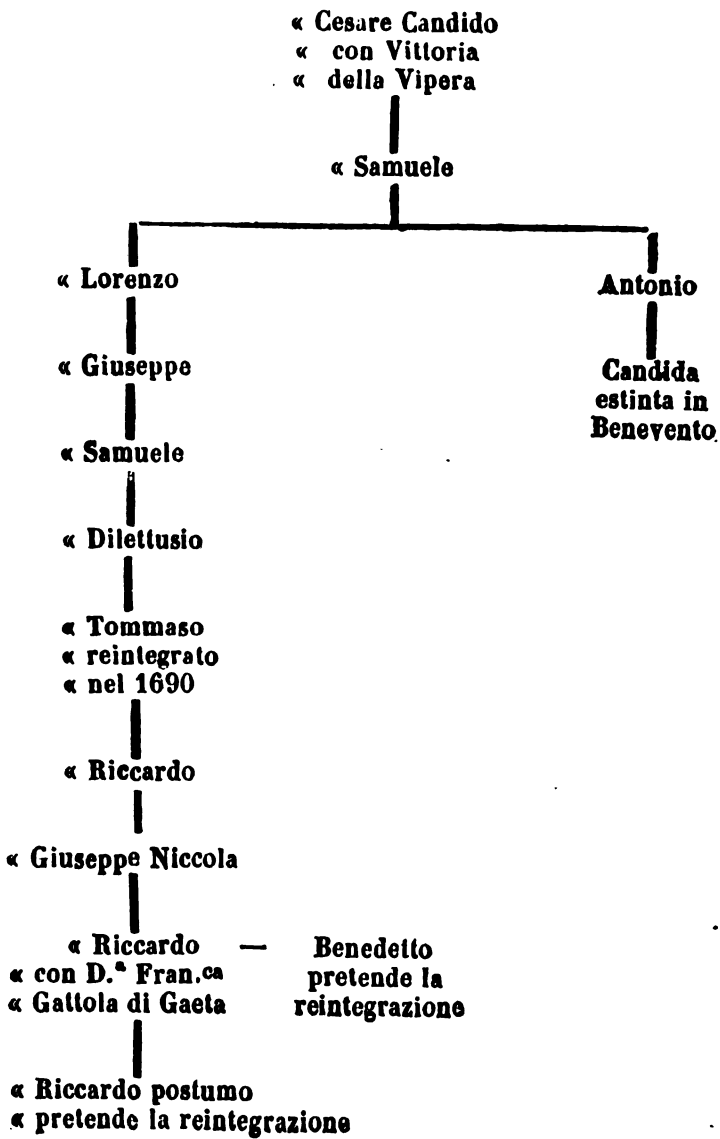 « Cesare Candido
« con Vittoria
« della Vipera
« Samuele
« Lorenzo
Antonio
« Giuseppe
Candida
estinta in
Benevento
« Samuele
« Dilettusio
« Tommaso
« reintegrato
« nel 1690
« Riccardo
« Giuseppe Niccola
« Riccardo —
« con D.ª Fran.ca
« Gattola di Gaeta
Benedetto
pretende la
reintegrazione
« Riccardo postumo
« pretende la reintegrazione